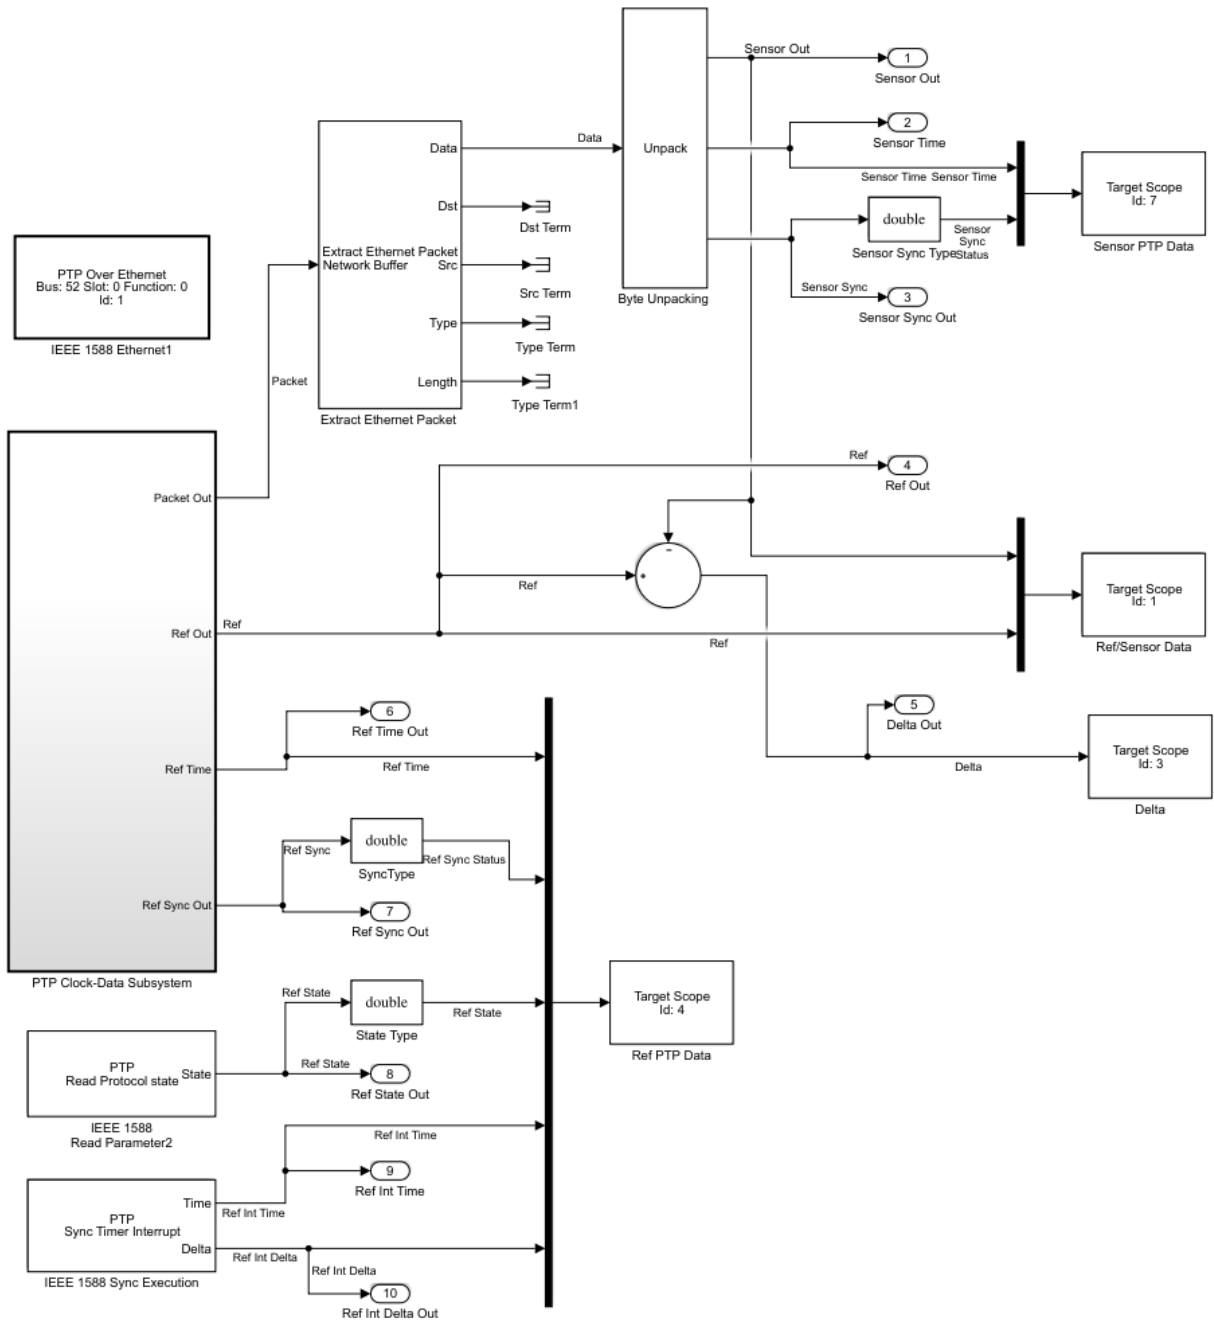 Sensor Out
1
Sensor Out
2
Sensor Time
Data
Data
Unpack
Sensor Time Sensor Time
Target Scope
Id: 7
Sensor PTP Data
Dst
Dst Term
double
Sensor
Sync
Status
Sensor Sync Type
Extract Ethernet Packet
Network Buffer
Src
Src Term
PTP Over Ethernet
Bus: 52 Slot: 0 Function: 0
Id: 1
IEEE 1588 Ethernet1
Byte Unpacking
Sensor Sync
3
Sensor Sync Out
Type
Type Term
Packet
Length
Type Term1
Extract Ethernet Packet
Ref
4
Ref Out
Packet Out
-
+
Ref
Target Scope
Id: 1
Ref/Sensor Data
Ref Out
Ref
Ref
6
Ref Time Out
5
Delta Out
Ref Time
Ref Time
Delta
Target Scope
Id: 3
Delta
Ref Sync
double
Ref Sync Status
SyncType
Ref Sync Out
7
Ref Sync Out
PTP Clock-Data Subsystem
Ref State
double
Ref State
State Type
Target Scope
Id: 4
Ref PTP Data
PTP
Read Protocol state
State
Ref State
8
Ref State Out
IEEE 1588
Read Parameter2
Ref Int Time
9
Ref Int Time
Time
Ref Int Time
PTP
Sync Timer Interrupt
Delta
Ref Int Delta
Ref Int Delta
IEEE 1588 Sync Execution
10
Ref Int Delta Out